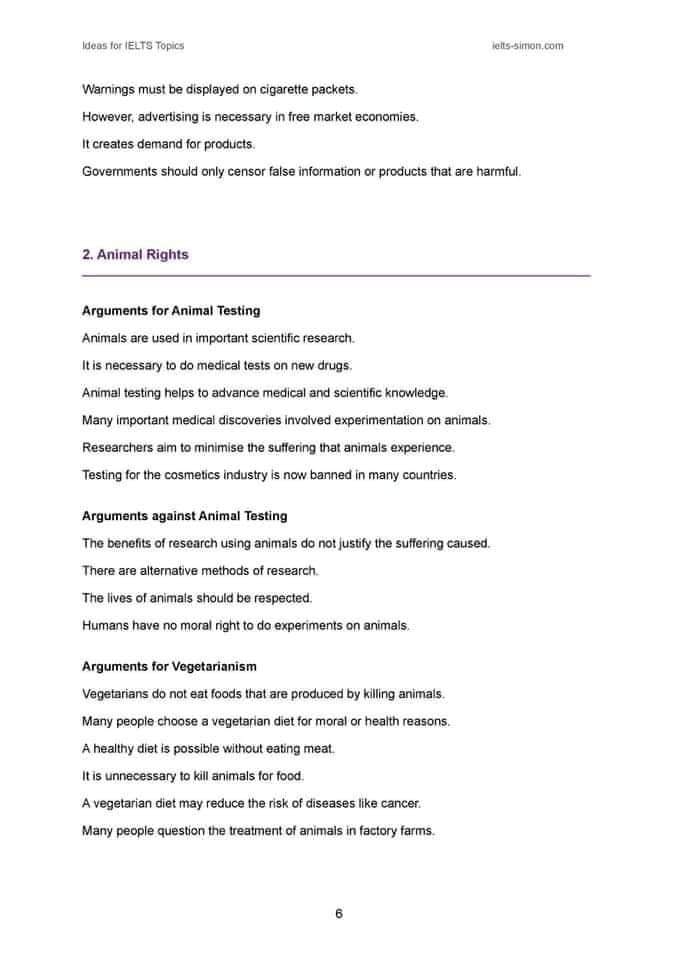 Ideas for IELTS Topics ielts-simon.com
Warnings must be displayed on cigarette packets.
However, advertising is necessary in free market economies.
It creates demand for products.
Governments should only censor false information or products that are harmful.
2. Animal Rights
Arguments for Animal Testing
Animals are used in important scientific research.
It is necessary to do medical tests on new drugs.
Animal testing helps to advance medical and scientific knowledge.
Many important medical discoveries involved experimentation on animals.
Researchers aim to minimise the suffering that animals experience.
Testing for the cosmetics industry is now banned in many countries.
Arguments against Animal Testing
The benefits of research using animals do not justify the suffering caused.
There are alternative methods of research.
The lives of animals should be respected.
Humans have no moral right to do experiments on animals.
Arguments for Vegetarianism
Vegetarians do not eat foods that are produced by killing animals.
Many people choose a vegetarian diet for moral or health reasons.
A healthy diet is possible without eating meat.
It is unnecessary to kill animals for food.
A vegetarian diet may reduce the risk of diseases like cancer.
Many people question the treatment of animals in factory farms.
6